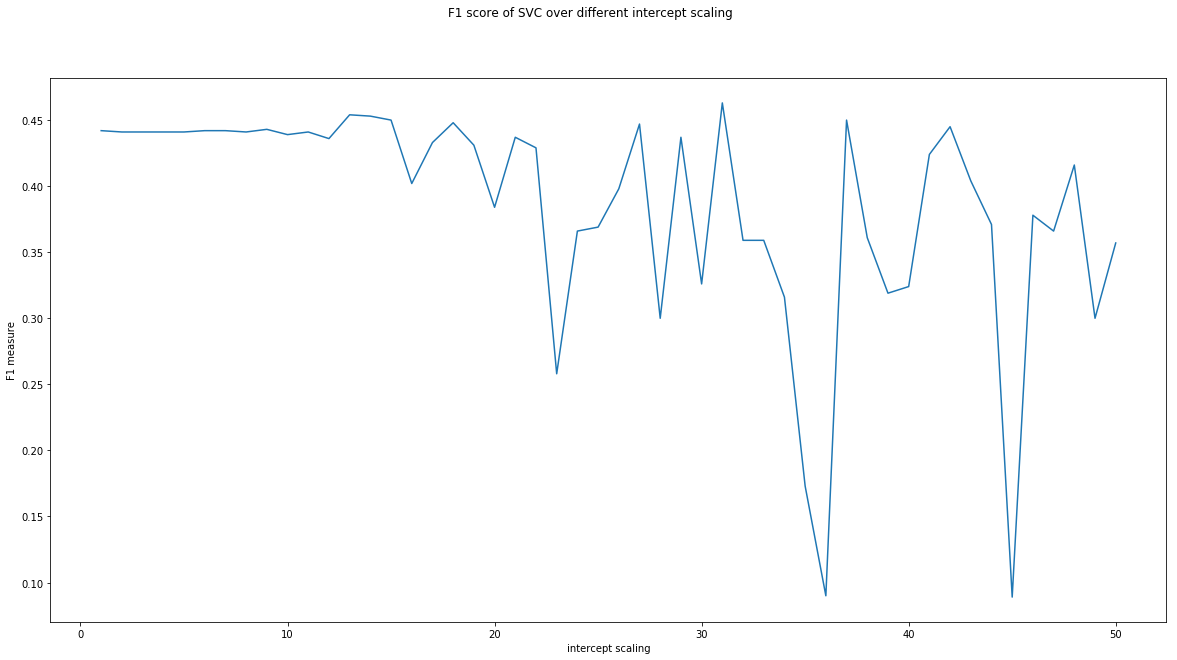 F1 score of SVC over different intercept scaling
0.45
0.40
0.35
0.30
0.25
0.20
0.15
0.10
F1 measure
0 10 20 30 40 50
intercept scaling